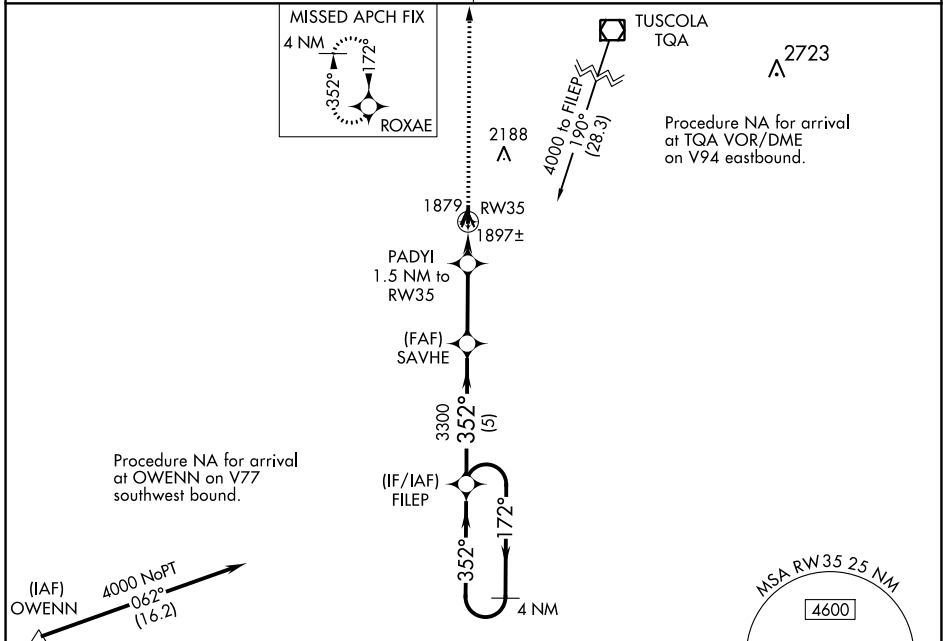 MISSED APCH FIX
4 NM
352°
172°
ROXAE
TUSCOLA
TQA
2723
4000 to FILEP
190°
(28.3)
Procedure NA for arrival
at TQA VOR/DME
on V94 eastbound.
2188
1879
RW35
1897±
PADYI
1.5 NM to
RW35
(FAF)
SAVHE
3300
352°
(5)
Procedure NA for arrival
at OWENN on V77
southwest bound.
(IF/IAF)
FILEP
352°
172°
4 NM
(IAF)
OWENN
4000 NoPT
062°
(16.2)
MSA RW35 25 NM
4600